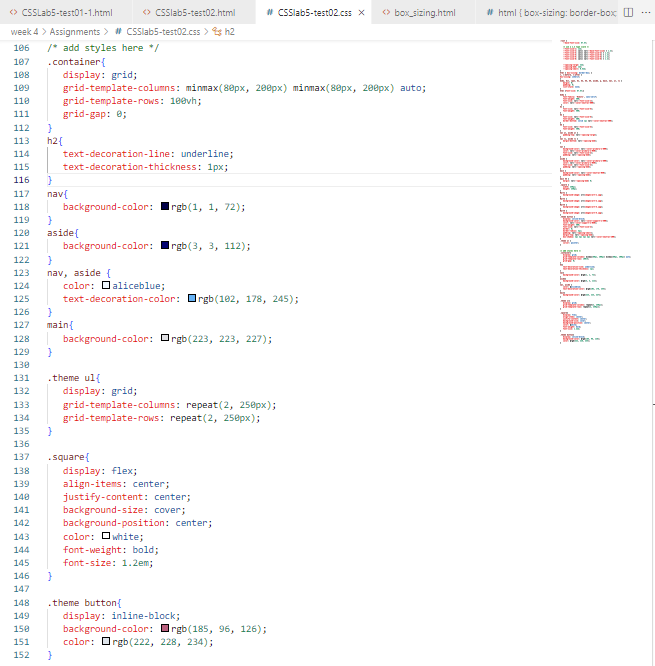 <> CSSLab5-test01-1.html <> CSSlab5-test02.html # CSSlab5-test02.css × <> box_sizing.html # html { box-sizing: border-box; ···
week 4 > Assignments > # CSSlab5-test02.css > h2
106 /* add styles here */
107 .container{
108 display: grid;
109 grid-template-columns: minmax(80px, 200px) minmax(80px, 200px) auto;
110 grid-template-rows: 100vh;
111 grid-gap: 0;
112 }
113 h2{
114 text-decoration-line: underline;
115 text-decoration-thickness: 1px;
116 }
117 nav{
118 background-color: rgb(1, 1, 72);
119 }
120 aside{
121 background-color: rgb(3, 3, 112);
122 }
123 nav, aside {
124 color: aliceblue;
125 text-decoration-color: rgb(102, 178, 245);
126 }
127 main{
128 background-color: rgb(223, 223, 227);
129 }
130
131 .theme ul{
132 display: grid;
133 grid-template-columns: repeat(2, 250px);
134 grid-template-rows: repeat(2, 250px);
135 }
136
137 .square{
138 display: flex;
139 align-items: center;
140 justify-content: center;
141 background-size: cover;
142 background-position: center;
143 color: white;
144 font-weight: bold;
145 font-size: 1.2em;
146 }
147
148 .theme button{
149 display: inline-block;
150 background-color: rgb(185, 96, 126);
151 color: rgb(222, 228, 234);
152 }